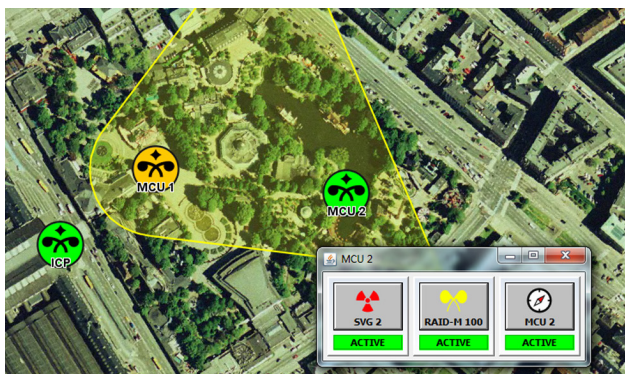 MCU 1
MCU 2
ICP
MCU 2
SVG 2
RAID-M 100
MCU 2
ACTIVE
ACTIVE
ACTIVE